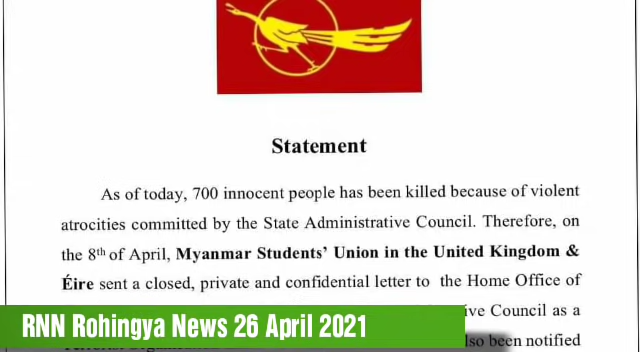 Statement
As of today, 700 innocent people has been killed because of violent
atrocities committed by the State Administrative Council. Therefore, on
the 8th of April, Myanmar Students' Union in the United Kingdom &
Éire sent a closed, private and confidential letter to the Home Office of
ive Council as a
RNN Rohingya News 26 April 2021
lso been notified